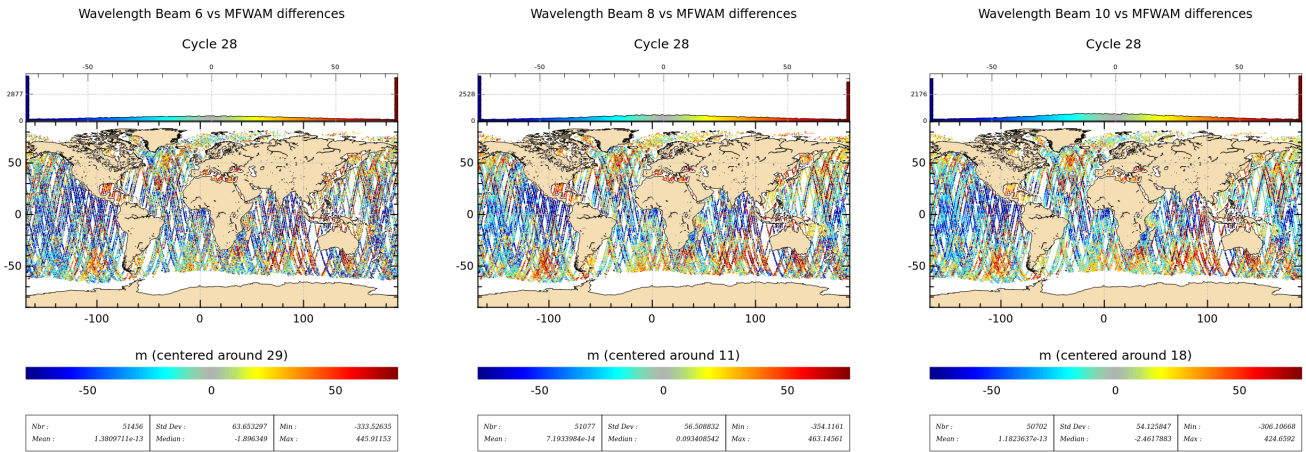 Wavelength Beam 6 vs MFWAM differences
Cycle 28
-50 0 50
2877
0
50
0
-50
-100 0 100
m (centered around 29)
-50 0 50
Nbr : 51456 Std Dev : 63.653297 Min : -333.52635
Mean : 1.3809711e-13 Median : -1.896349 Max : 445.91153
Wavelength Beam 8 vs MFWAM differences
Cycle 28
-50 0 50
2528
0
50
0
-50
-100 0 100
m (centered around 11)
-50 0 50
Nbr : 51077 Std Dev : 56.508832 Min : -354.1161
Mean : 7.1933984e-14 Median : 0.093408542 Max : 463.14561
Wavelength Beam 10 vs MFWAM differences
Cycle 28
-50 0 50
2176
0
50
0
-50
-100 0 100
m (centered around 18)
-50 0 50
Nbr : 50702 Std Dev : 54.125847 Min : -306.10668
Mean : 1.1823637e-13 Median : -2.4617883 Max : 424.6592